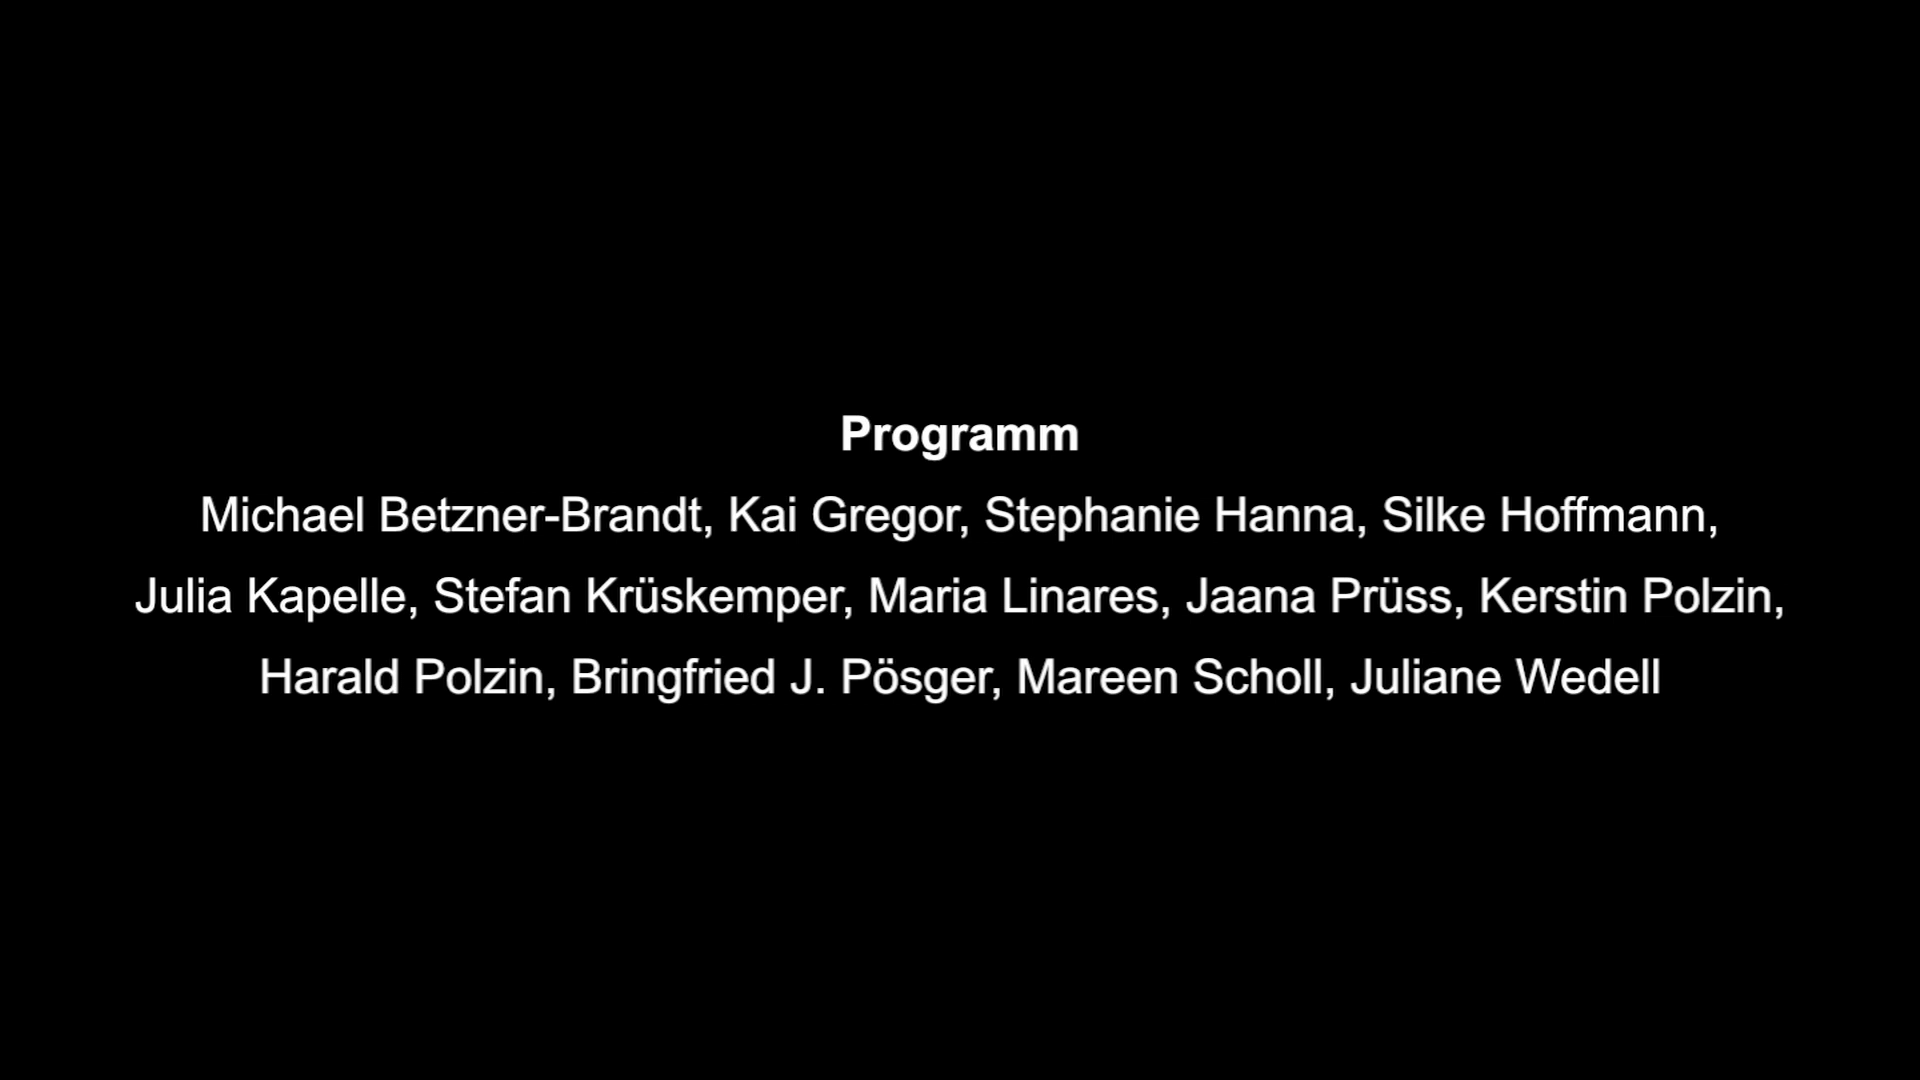 Programm
Michael Betzner-Brandt, Kai Gregor, Stephanie Hanna, Silke Hoffmann,
Julia Kapelle, Stefan Krüskemper, Maria Linares, Jaana Prüss, Kerstin Polzin,
Harald Polzin, Bringfried J. Pösger, Mareen Scholl, Juliane Wedell